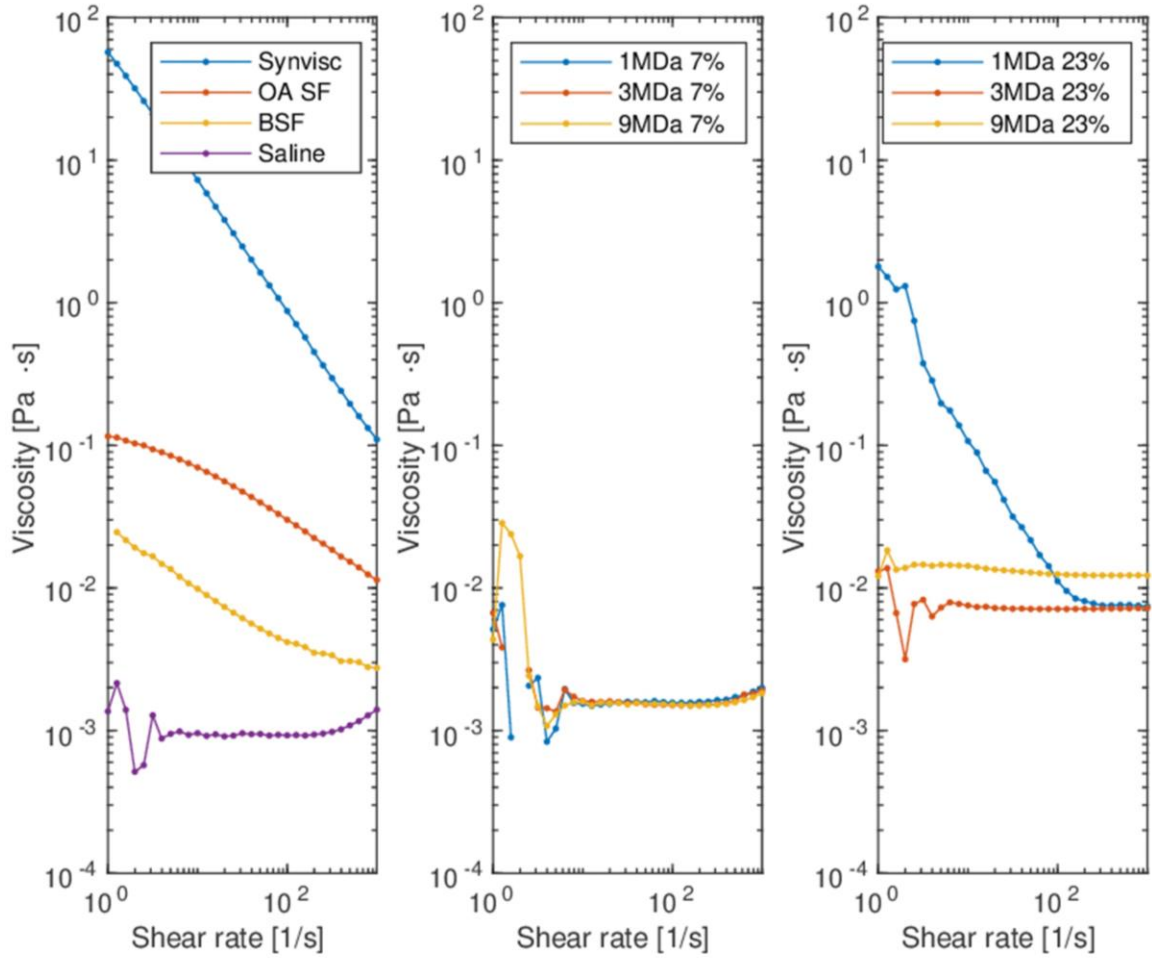 10^2
10^1
10^0
10^-1
10^-2
10^-3
10^-4
Viscosity [Pa ·s]
Synvisc
OA SF
BSF
Saline
10^0
10^2
Shear rate [1/s]
10^2
10^1
10^0
10^-1
10^-2
10^-3
10^-4
Viscosity [Pa ·s]
1MDa 7%
3MDa 7%
9MDa 7%
10^0
10^2
Shear rate [1/s]
10^2
10^1
10^0
10^-1
10^-2
10^-3
10^-4
Viscosity [Pa ·s]
1MDa 23%
3MDa 23%
9MDa 23%
10^0
10^2
Shear rate [1/s]